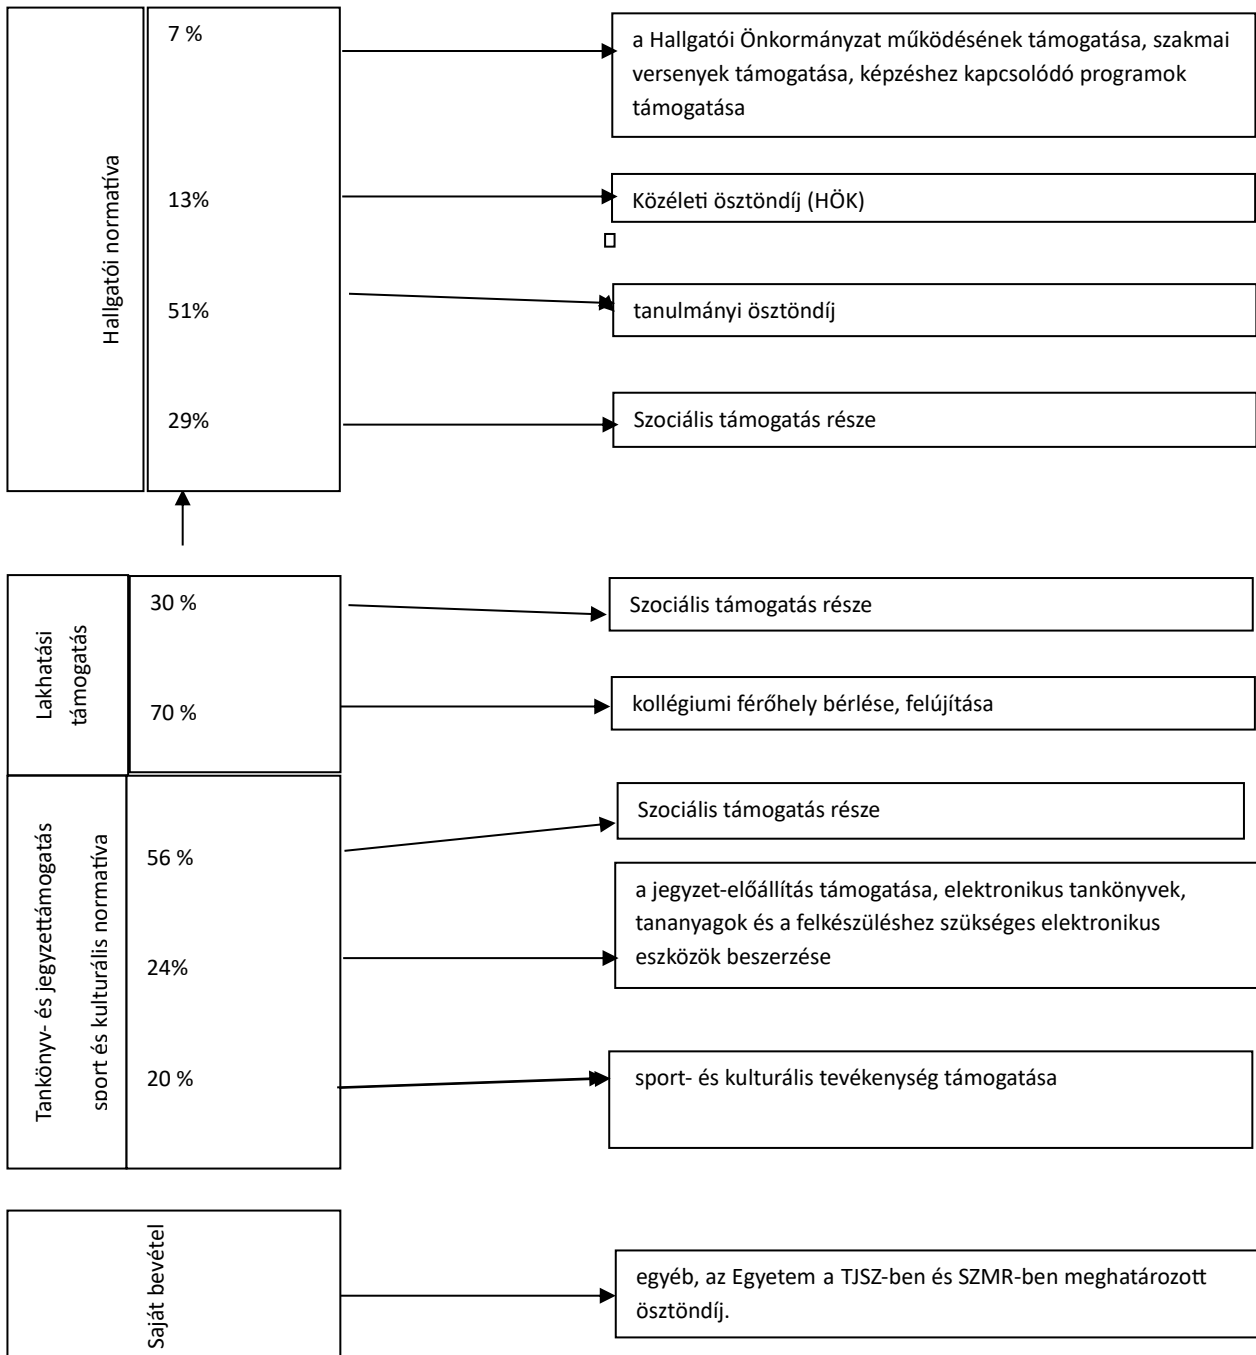 Hallgatói normatíva
7 %
a Hallgatói Önkormányzat működésének támogatása, szakmai
versenyek támogatása, képzéshez kapcsolódó programok
támogatása
13%
Közéleti ösztöndíj (HÖK)
51%
tanulmányi ösztöndíj
29%
Szociális támogatás része
Lakhatási
támogatás
30 %
Szociális támogatás része
70 %
kollégiumi férőhely bérlése, felújítása
Tankönyv- és jegyzettámogatás
sport és kulturális normatíva
56 %
Szociális támogatás része
24%
a jegyzet-előállítás támogatása, elektronikus tankönyvek,
tananyagok és a felkészüléshez szükséges elektronikus
eszközök beszerzése
20 %
sport- és kulturális tevékenység támogatása
Saját bevétel
egyéb, az Egyetem a TJSZ-ben és SZMR-ben meghatározott
ösztöndíj.